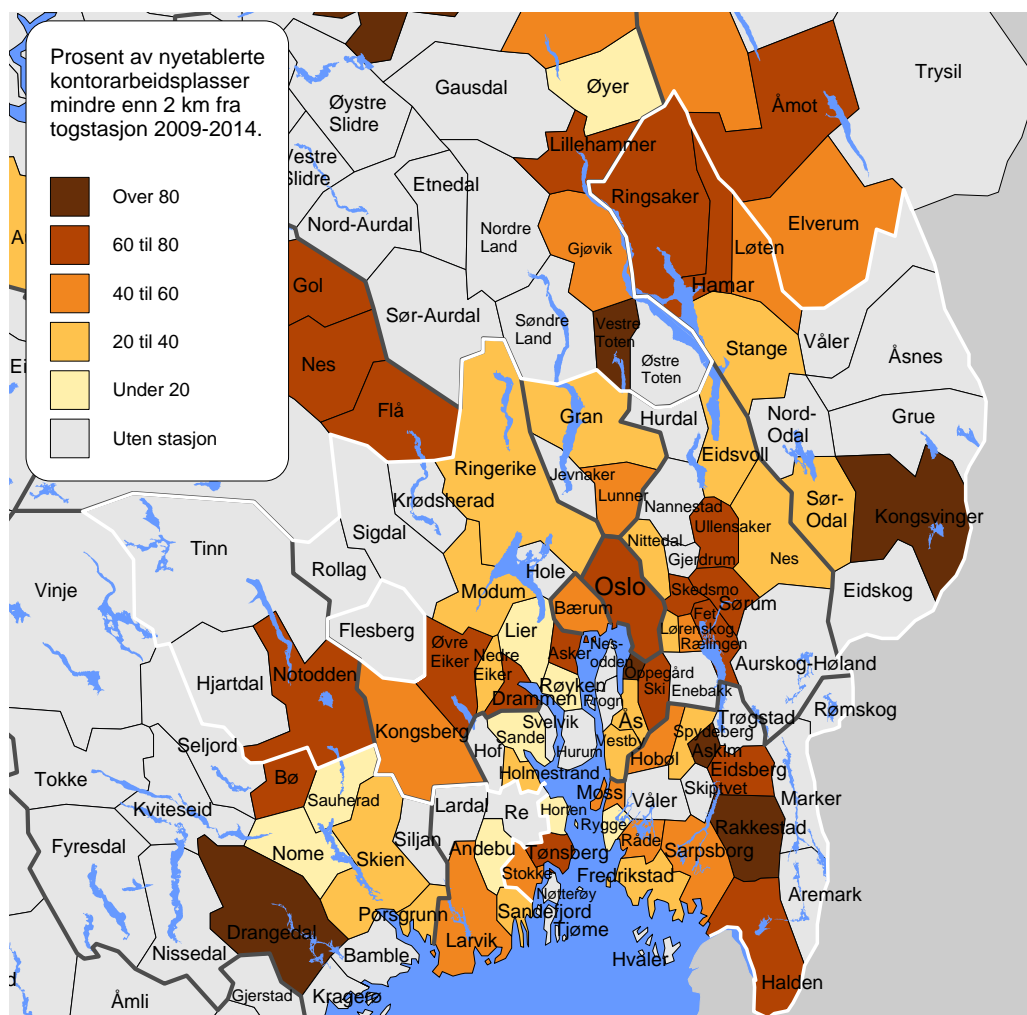 Prosent av nyetablerte
kontorarbeidsplasser
mindre enn 2 km fra
togstasjon 2009-2014.
Over 80
60 til 80
40 til 60
20 til 40
Under 20
Uten stasjon
Trysil
Gausdal
Øyer
Øystre
Slidre
Åmot
Lillehammer
Vestre
Slidre
Etnedal
Ringsaker
Nord-Aurdal
Nordre
Land
Elverum
Gjøvik
Løten
Gol
Hamar
Sør-Aurdal
Søndre
Land
Vestre
Toten
Stange
Våler
Åsnes
Nes
Østre
Toten
Flå
Gran
Hurdal
Nord-
Odal
Grue
Ringerike
Eidsvoll
Jevnaker
Krødsherad
Lunner
Nannestad
Sør-
Odal
Kongsvinger
Sigdal
Ullensaker
Tinn
Nittedal
Gjerdrum
Nes
Rollag
Hole
Oslo
Vinje
Modum
Skedsmo
Eidskog
Bærum
Sørum
Fet
Flesberg
Lier
Lørenskog
Rælingen
Øvre
Eiker
Nedre
Eiker
Asker
Nes-
odden
Hjartdal
Notodden
Oppegård
Ski
Aurskog-Høland
Røyken
Enebakk
Drammen
Frogn
Rømskog
Kongsberg
Svelvik
Ås
Trøgstad
Sande
Spydeberg
Seljord
Hof
Hurum
Vestby
Askim
Hobøl
Eidsberg
Tokke
Bø
Holmestrand
Skiptvet
Kviteseid
Sauherad
Lardal
Re
Horten
Moss
Våler
Marker
Siljan
Rygge
Rakkestad
Fyresdal
Nome
Skien
Andebu
Tønsberg
Råde
Sarpsborg
Stokke
Fredrikstad
Aremark
Nøtterøy
Porsgrunn
Sandefjord
Drangedal
Tjøme
Larvik
Nissedal
Bamble
Hvaler
Halden
Åmli
Gjerstad
Kragerø